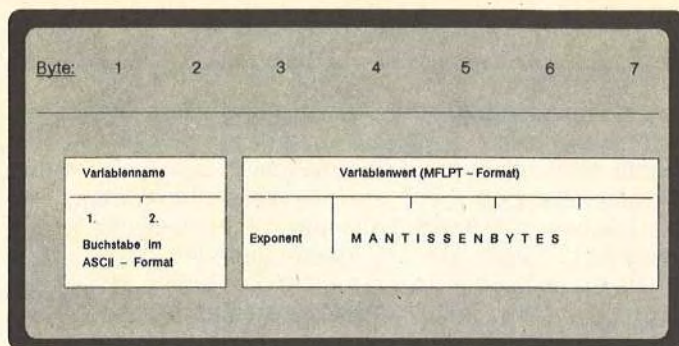 Byte: 1 2 3 4 5 6 7
Variablenname
1. 2.
Buchstabe im
ASCII – Format
Variablenwert (MFLPT – Format)
Exponent
MANTISSENBYTES